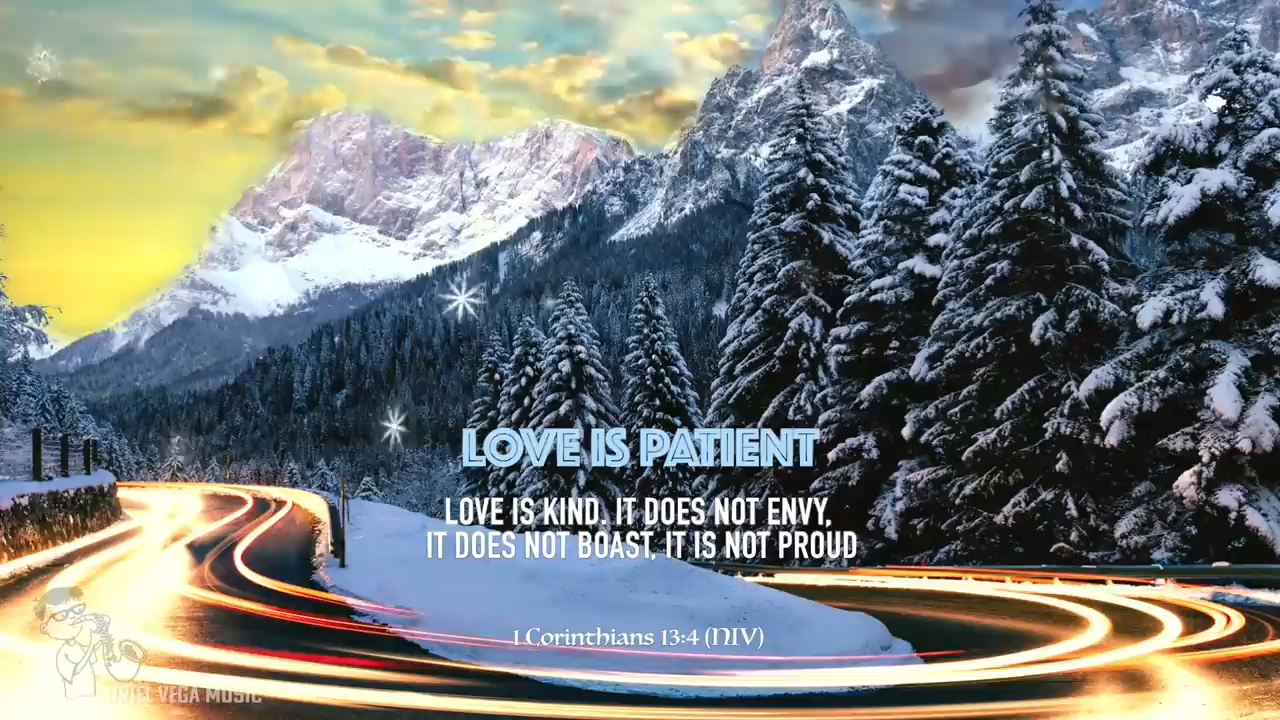 LOVE IS PATIENT
LOVE IS KIND. IT DOES NOT ENVY,
IT DOES NOT BOAST, IT IS NOT PROUD
1 Corinthians 13:4 (NIV)
VEGA MUSIC